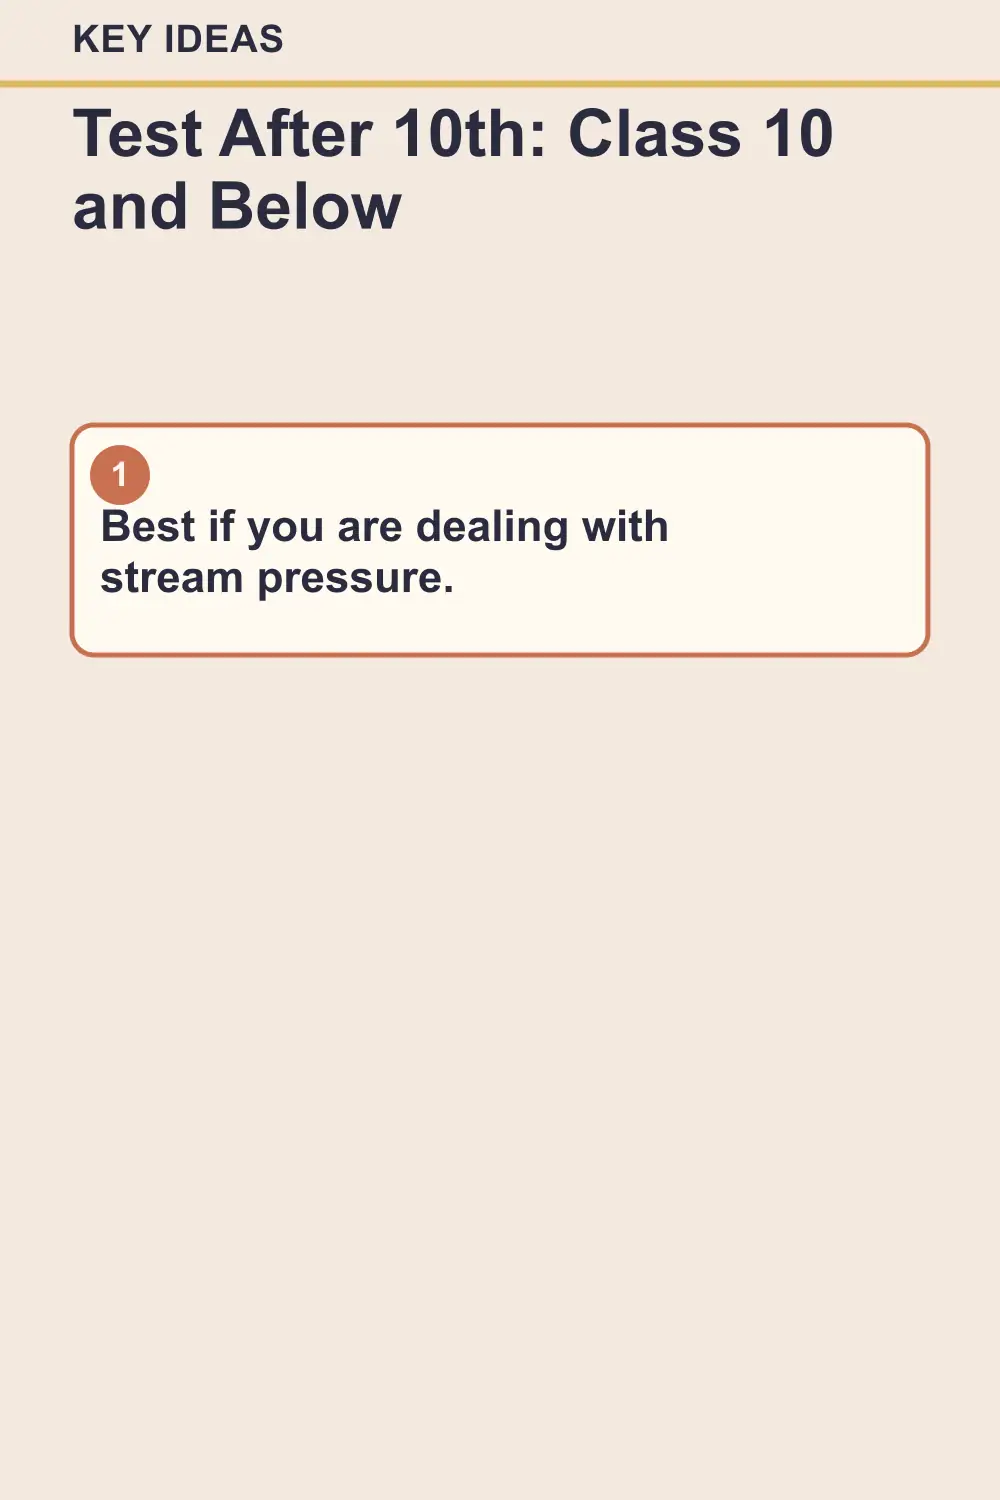 KEY IDEAS
Test After 10th: Class 10
and Below
1
Best if you are dealing with
stream pressure.